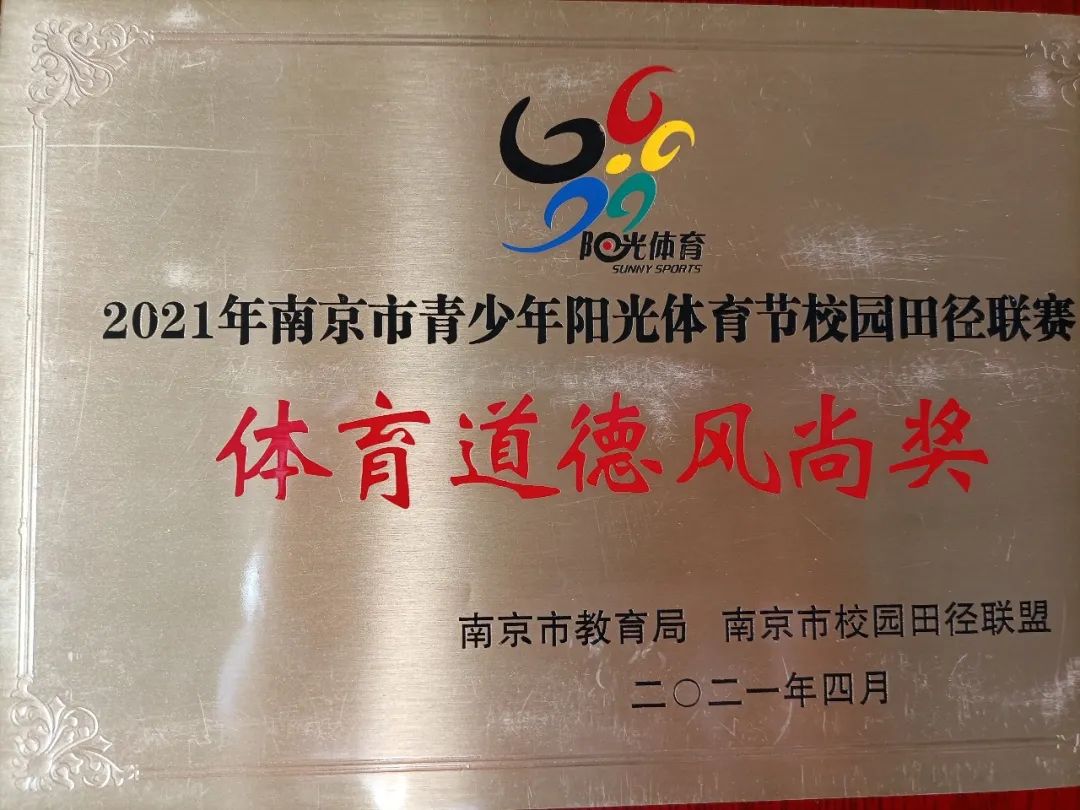 阳光体育
SUNNY SPORTS
2021年南京市青少年阳光体育节校园田径联赛
体育道德风尚奖
南京市教育局 南京市校园田径联盟
二〇二一年四月